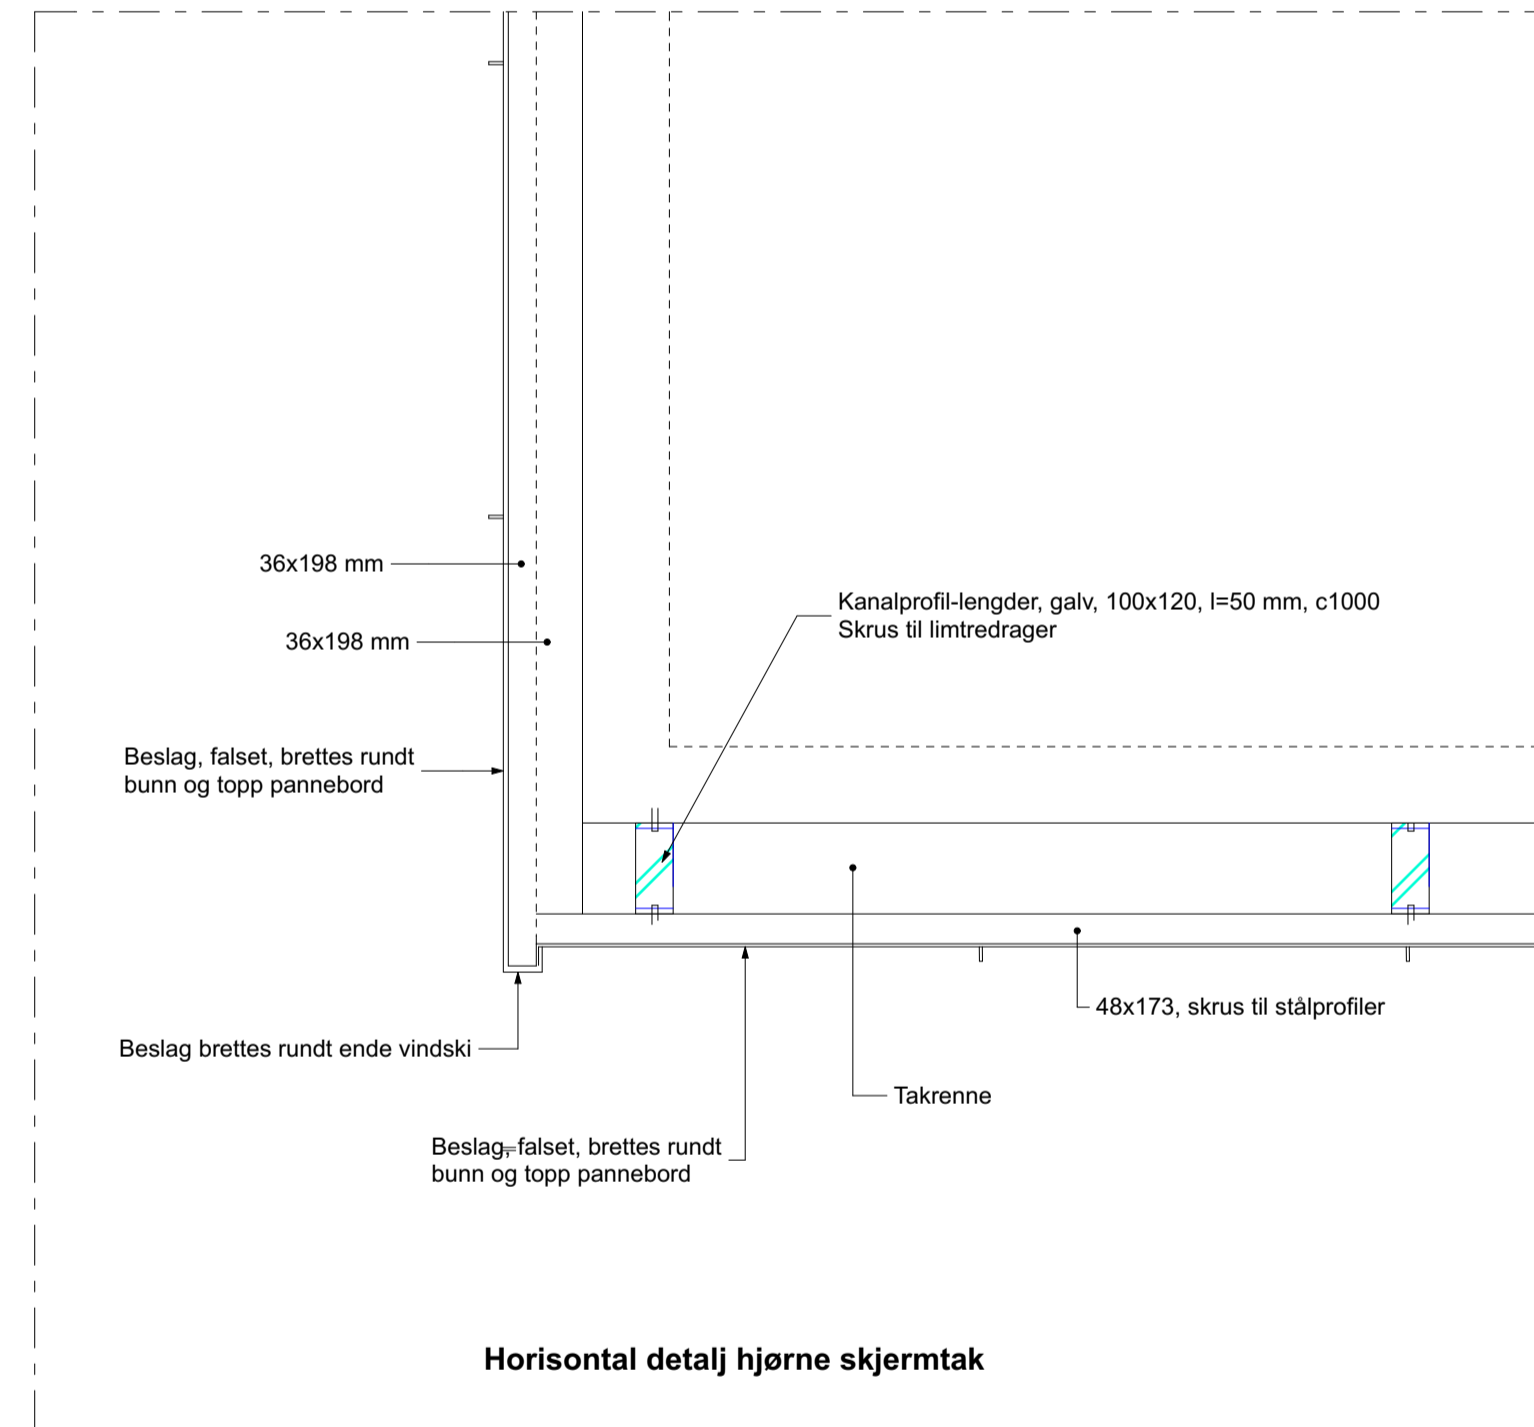 36x198 mm
Kanalprofil-lengder, galv, 100x120, l=50 mm, c1000
Skrus til limtredrager
36x198 mm
Beslag, falset, brettes rundt
bunn og topp pannebord
48x173, skrus til stålprofiler
Beslag brettes rundt ende vindski
Takrenne
Beslag, falset, brettes rundt
bunn og topp pannebord
Horisontal detalj hjørne skjermtak